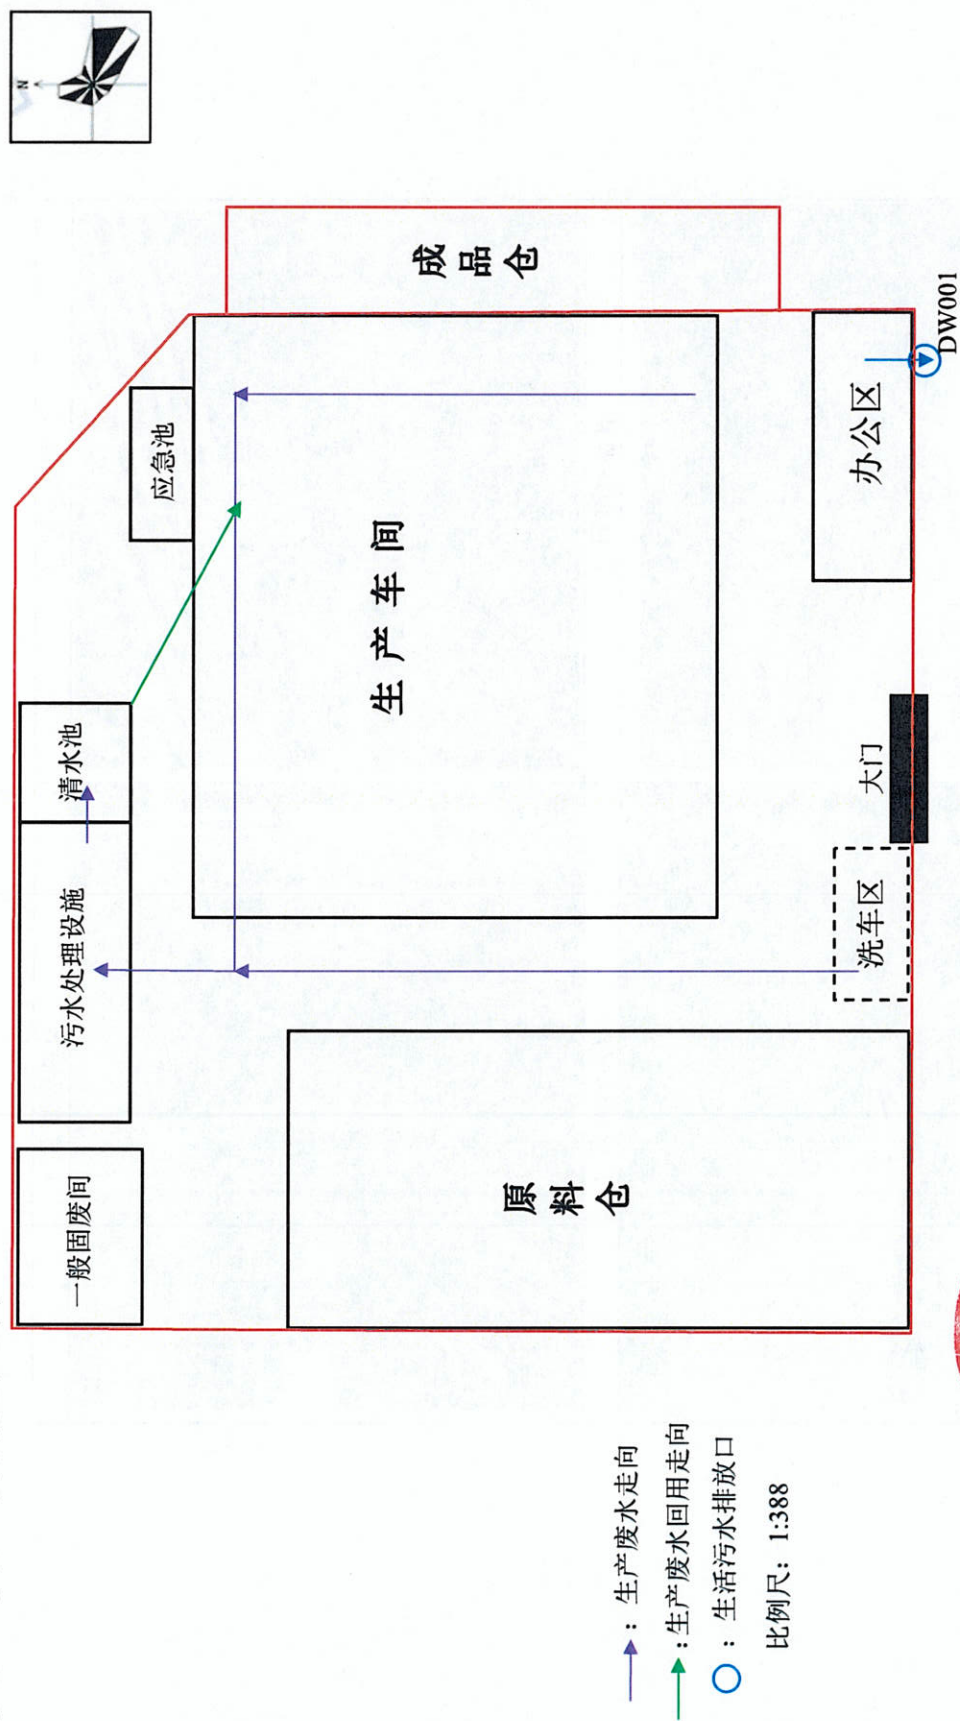 N
一般固废间
污水处理设施
清水池
应急池
原料仓
生产车间
成品仓
洗车区
大门
办公区
DW001
：生产废水走向
：生产废水回用走向
：生活污水排放口
比例尺：1:388